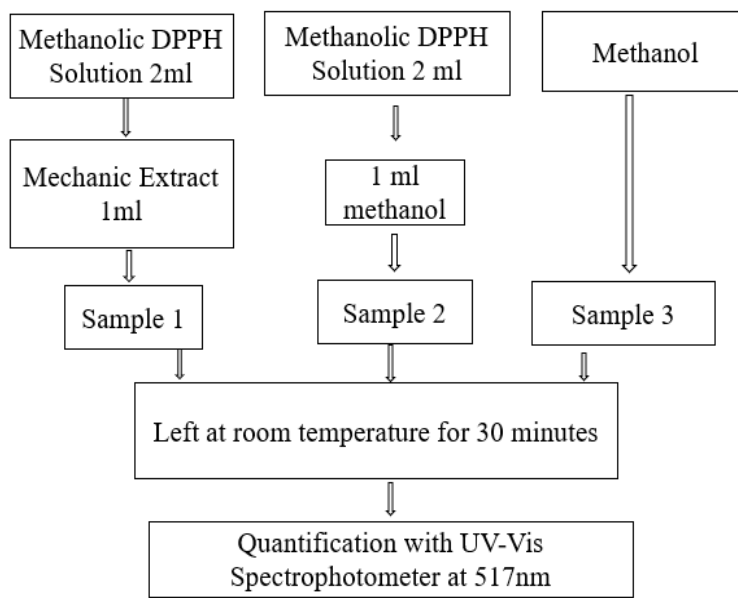 Methanolic DPPH
Solution 2ml
Methanolic DPPH
Solution 2 ml
Methanol
Mechanic Extract
1ml
1 ml
methanol
Sample 1
Sample 2
Sample 3
Left at room temperature for 30 minutes
Quantification with UV-Vis
Spectrophotometer at 517nm